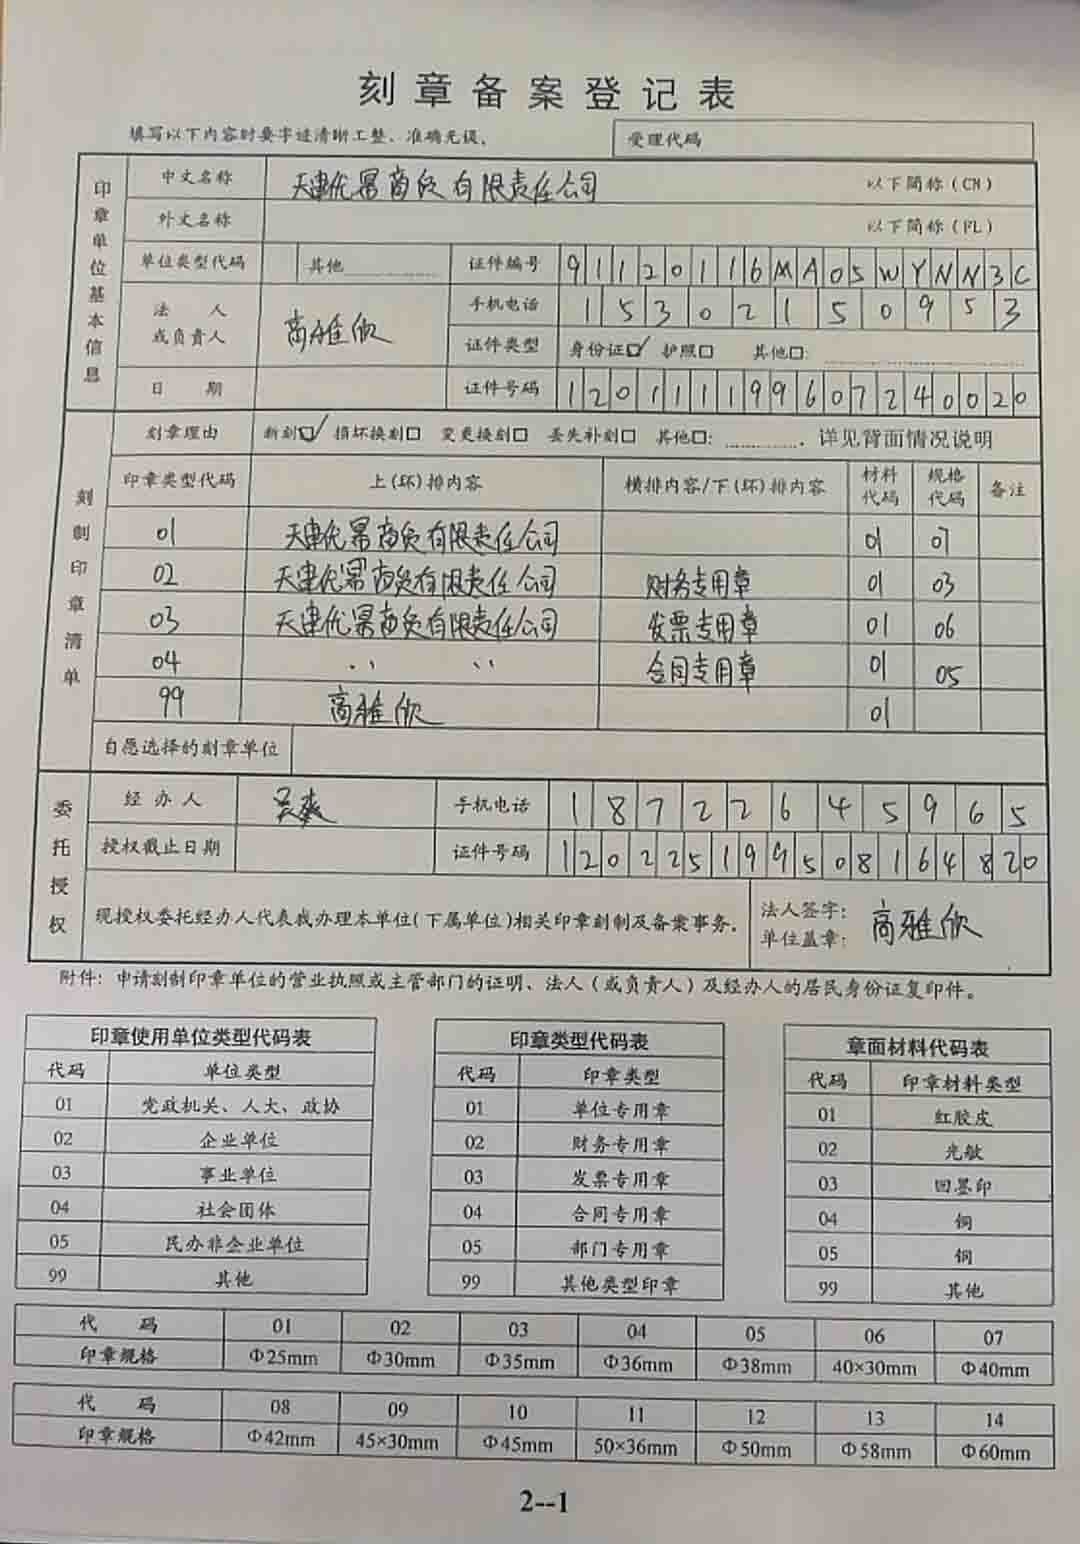 刻章备案登记表
填写以下内容时要字迹清晰工整、准确无误。
受理代码
印章单位基本信息
中文名称 天津优幂商贸有限责任公司 以下简称(CH)
外文名称 以下简称(FL)
单位类型代码 其他 证件编号 91120116MA05WYNN3C
法 人 或负责人 高雅欣 手机电话 15302150953
证件类型 身份证☑ 护照□ 其他□:
日 期 证件号码 120111199607240020
刻制印章清单
刻章理由 新刻☑ 损坏换刻□ 变更换刻□ 丢失补刻□ 其他□: . 详见背面情况说明
印章类型代码 上(环)排内容 横排内容/下(环)排内容 材料代码 规格代码 备注
01 天津优幂商贸有限责任公司 01 07
02 天津优幂商贸有限责任公司 财务专用章 01 03
03 天津优幂商贸有限责任公司 发票专用章 01 06
04 ‥ ‥ 合同专用章 01 05
99 高雅欣 01
自愿选择的刻章单位
委托授权
经 办 人 吴爽 手机电话 18722645965
授权截止日期 证件号码 120225199508164820
现授权委托经办人代表我办理本单位(下属单位)相关印章刻制及备案事务。
法人签字: 高雅欣
单位盖章:
附件: 申请刻制印章单位的营业执照或主管部门的证明、法人(或负责人)及经办人的居民身份证复印件。
印章使用单位类型代码表
代码 单位类型
01 党政机关、人大、政协
02 企业单位
03 事业单位
04 社会团体
05 民办非企业单位
99 其他
印章类型代码表
代码 印章类型
01 单位专用章
02 财务专用章
03 发票专用章
04 合同专用章
05 部门专用章
99 其他类型印章
章面材料代码表
代码 印章材料类型
01 红胶皮
02 光敏
03 回墨印
04 铜
05 钢
99 其他
代 码 01 02 03 04 05 06 07
印章规格 Φ25mm Φ30mm Φ35mm Φ36mm Φ38mm 40×30mm Φ40mm
代 码 08 09 10 11 12 13 14
印章规格 Φ42mm 45×30mm Φ45mm 50×36mm Φ50mm Φ58mm Φ60mm
2--1